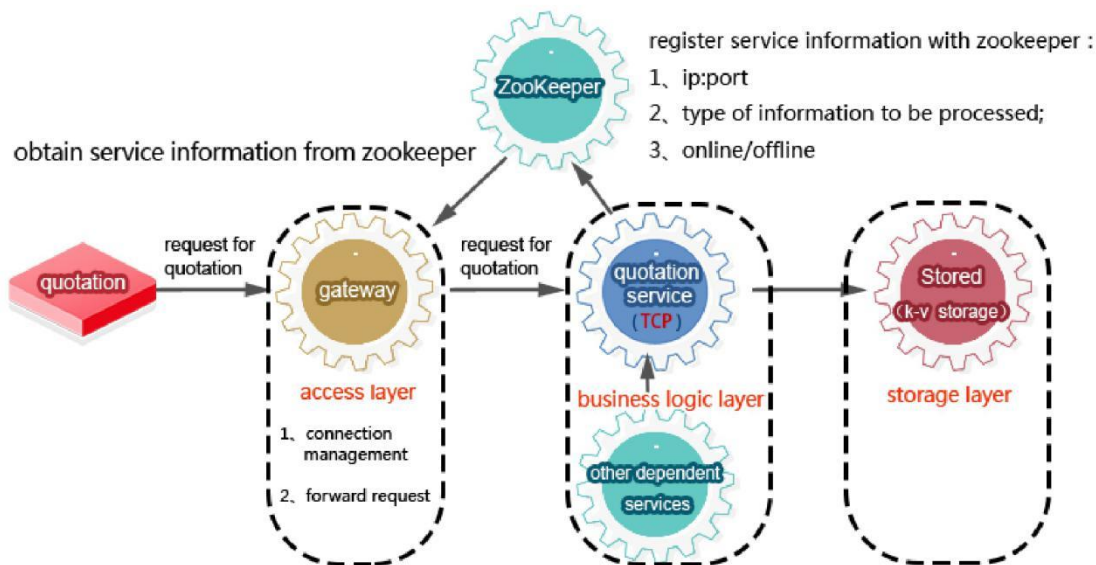 ZooKeeper
register service information with zookeeper :
1、ip:port
2、type of information to be processed;
3、online/offline
obtain service information from zookeeper
quotation
request for
quotation
gateway
access layer
1、connection
management
2、forward request
request for
quotation
quotation
service
(TCP)
business logic layer
other dependent
services
Stored
(k-v storage)
storage layer